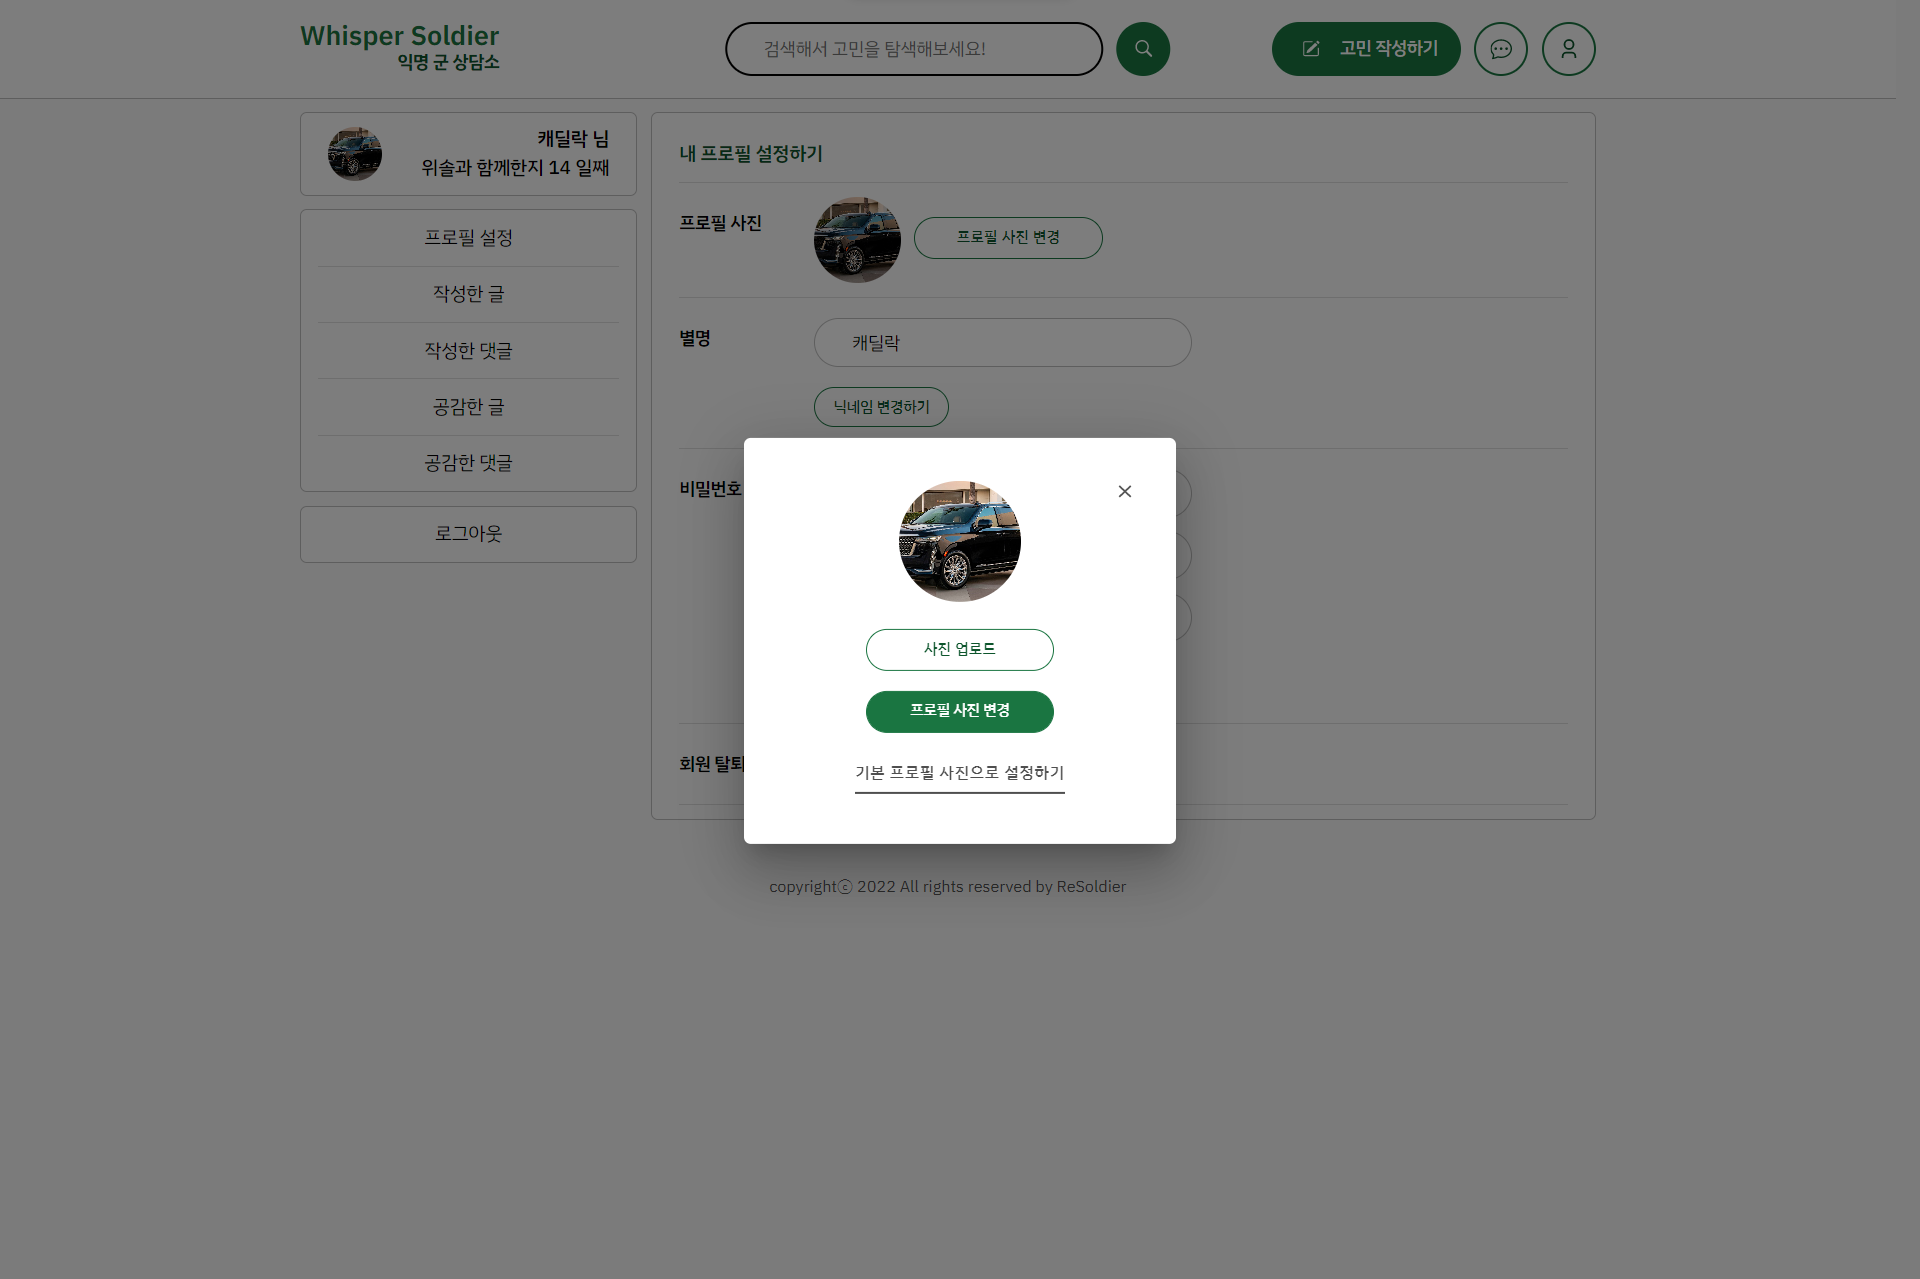 Whisper Soldier
익명 군 상담소
검색해서 고민을 탐색해보세요!
고민 작성하기
캐딜락 님
위솔과 함께한지 14 일째
프로필 설정
작성한 글
작성한 댓글
공감한 글
공감한 댓글
로그아웃
내 프로필 설정하기
프로필 사진
프로필 사진 변경
별명
캐딜락
닉네임 변경하기
비밀번호
회원 탈퇴
사진 업로드
프로필 사진 변경
기본 프로필 사진으로 설정하기
copyrightⓒ 2022 All rights reserved by ReSoldier